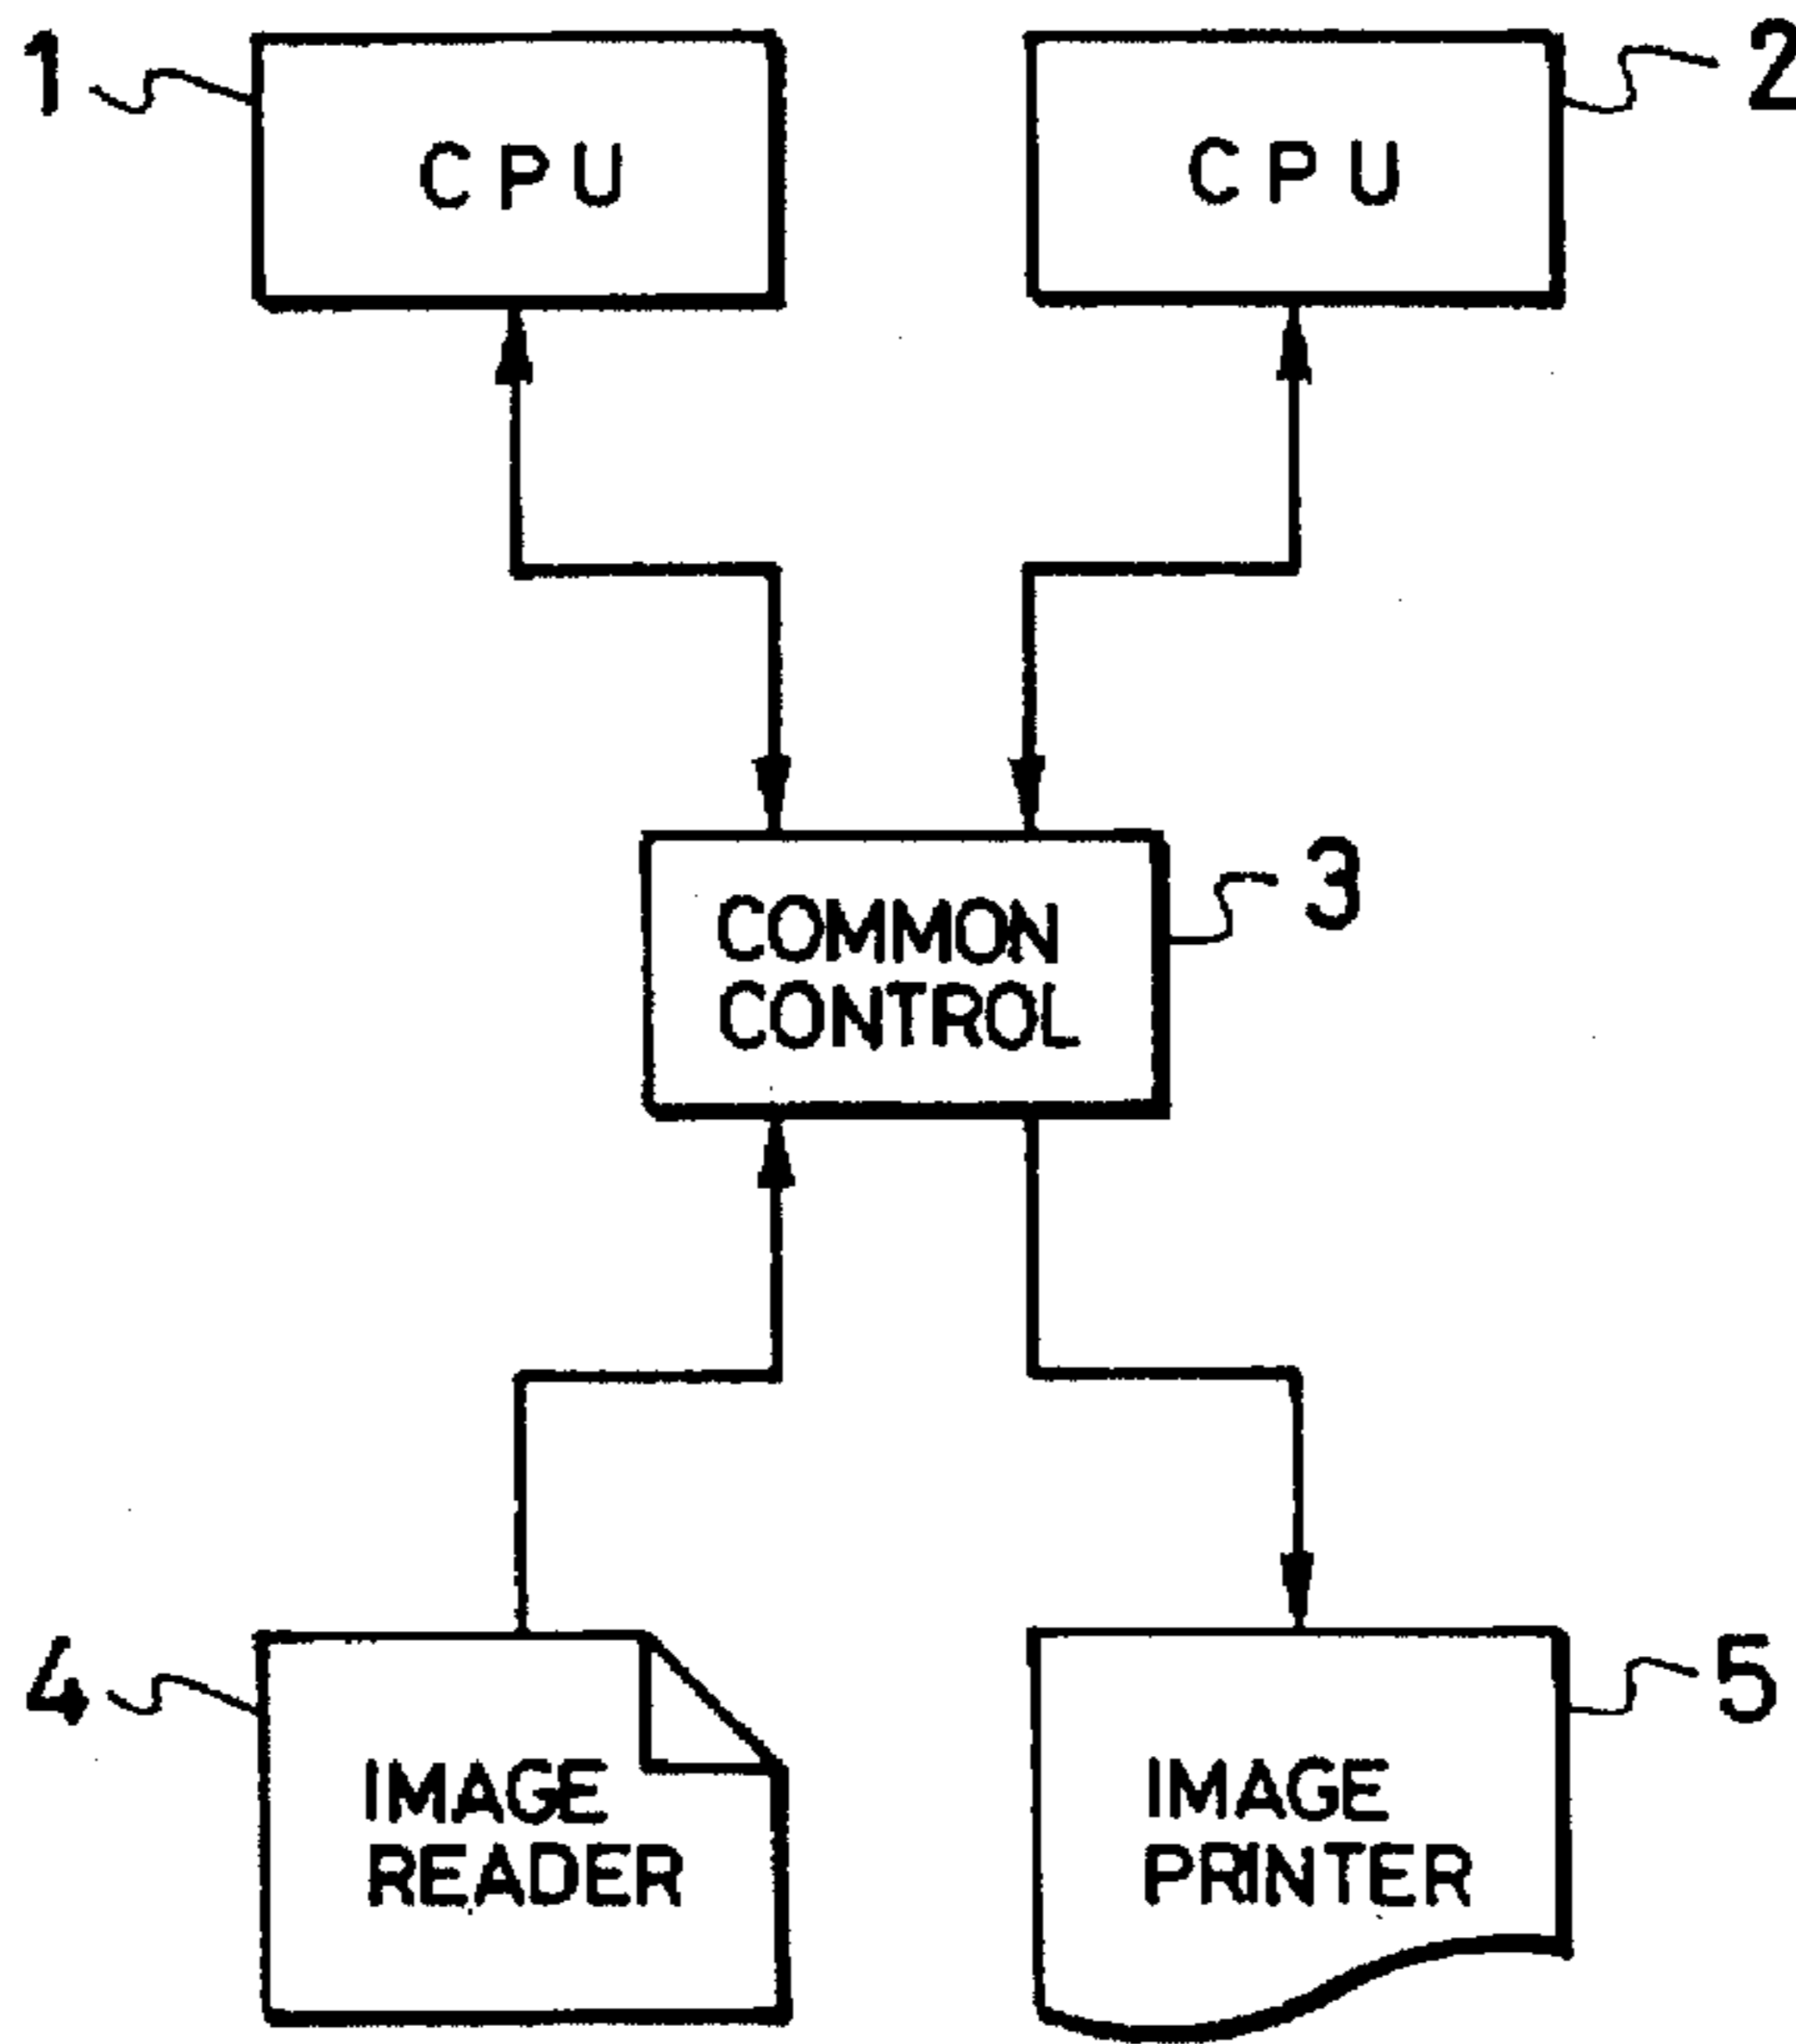 1
CPU
CPU
2
COMMON
CONTROL
3
4
IMAGE
READER
IMAGE
PRINTER
5